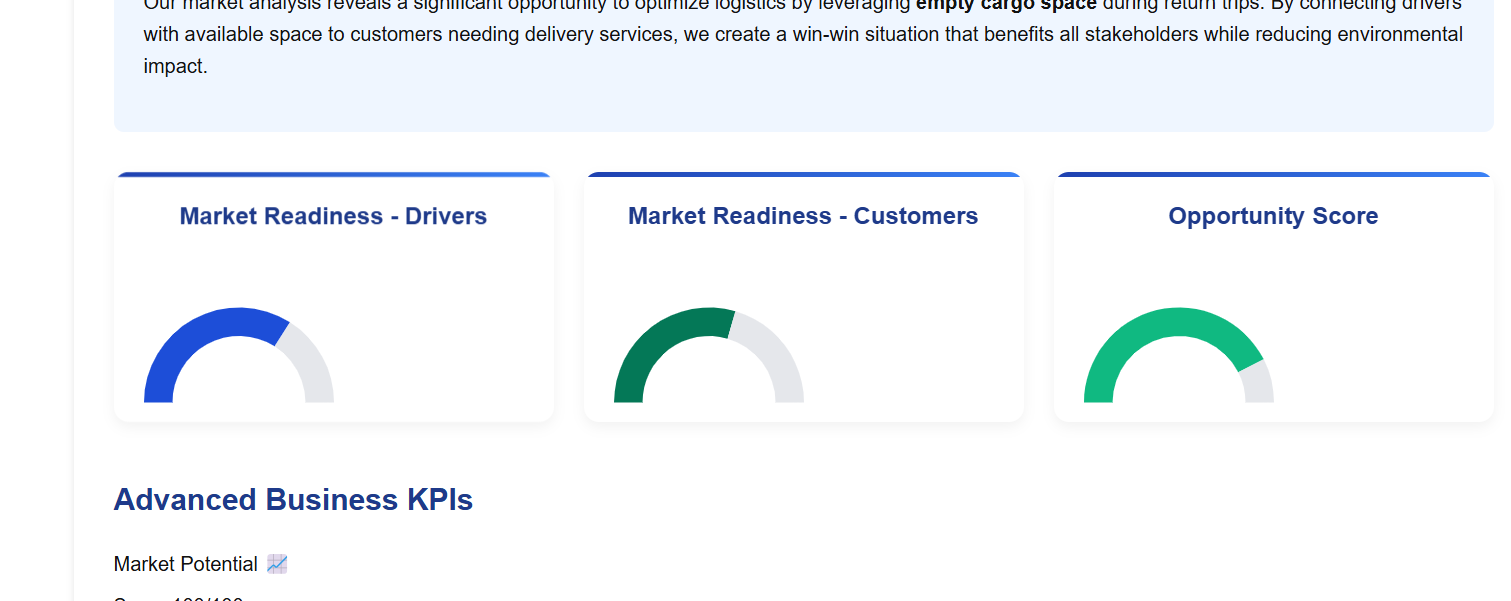 Our market analysis reveals a significant opportunity to optimize logistics by leveraging empty cargo space during return trips. By connecting drivers
with available space to customers needing delivery services, we create a win-win situation that benefits all stakeholders while reducing environmental
impact.
Market Readiness - Drivers
Market Readiness - Customers
Opportunity Score
Advanced Business KPIs
Market Potential